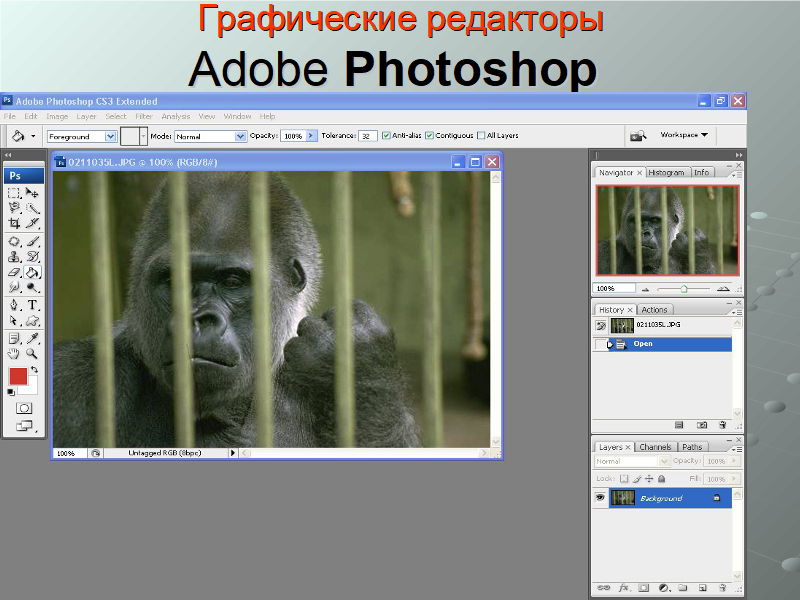 Графические редакторы
Adobe Photoshop
Ps Adobe Photoshop CS3 Extended
File Edit Image Layer Select Filter Analysis View Window Help
Foreground Mode: Normal Opacity: 100% Tolerance: 32 Anti-alias Contiguous All Layers Workspace
0211035L.JPG @ 100% (RGB/8#)
Ps
T
100% Untagged RGB (8bpc)
Navigator × Histogram Info
100%
History × Actions
0211035L.JPG
Open
Layers × Channels Paths
Normal Opacity: 100%
Lock: Fill: 100%
Background
fx